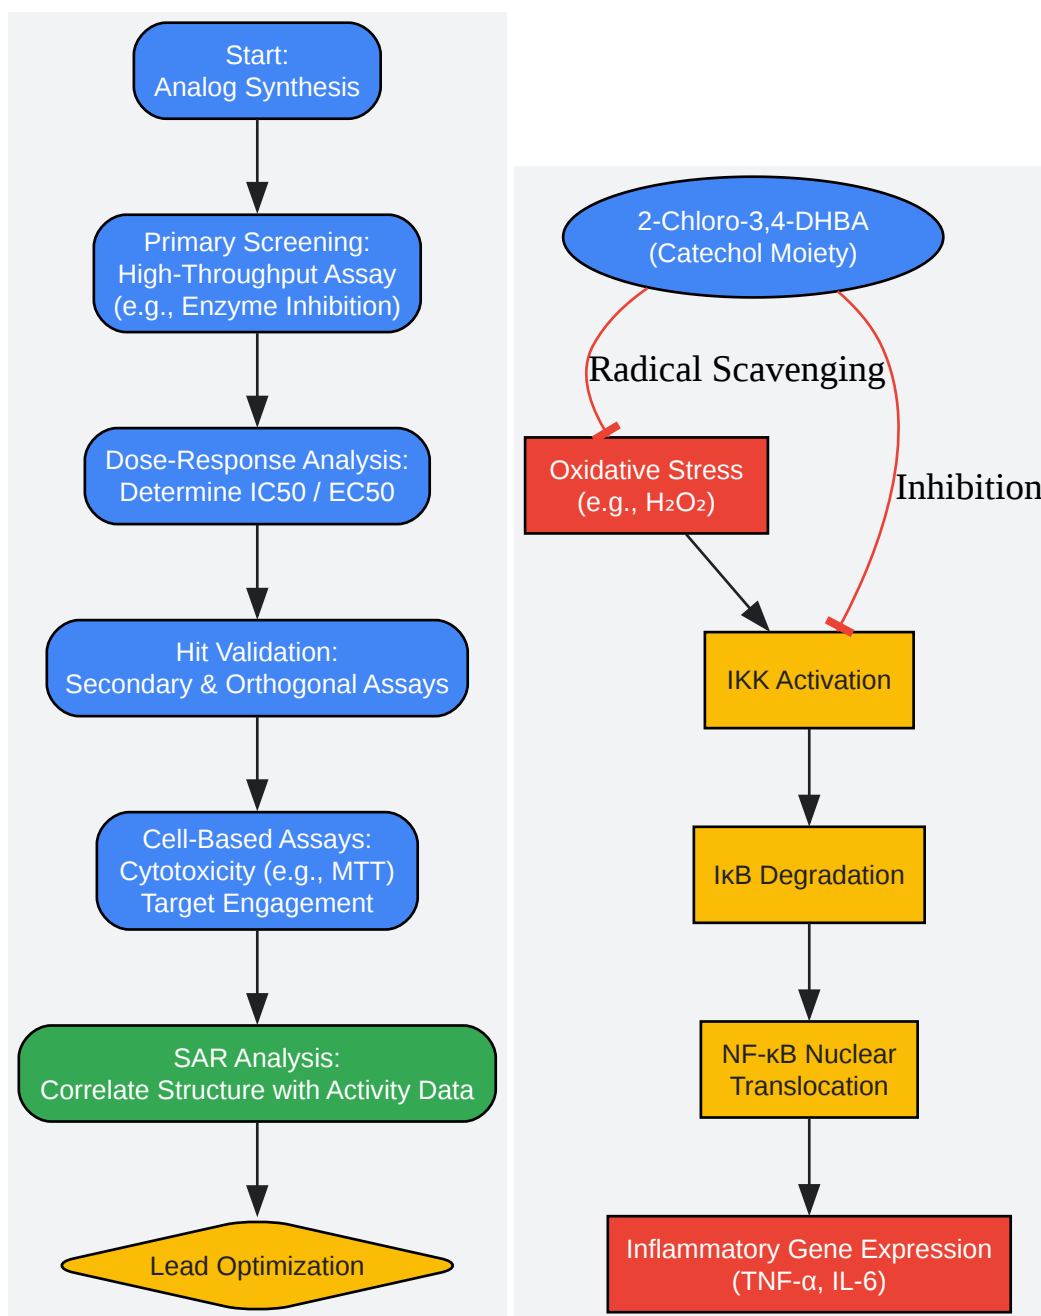 Start:
Analog Synthesis
Primary Screening:
High-Throughput Assay
(e.g., Enzyme Inhibition)
Dose-Response Analysis:
Determine IC50 / EC50
Hit Validation:
Secondary & Orthogonal Assays
Cell-Based Assays:
Cytotoxicity (e.g., MTT)
Target Engagement
SAR Analysis:
Correlate Structure with Activity Data
Lead Optimization
2-Chloro-3,4-DHBA
(Catechol Moiety)
Radical Scavenging
Oxidative Stress
(e.g., H₂O₂)
Inhibition
IKK Activation
IκB Degradation
NF-κB Nuclear
Translocation
Inflammatory Gene Expression
(TNF-α, IL-6)